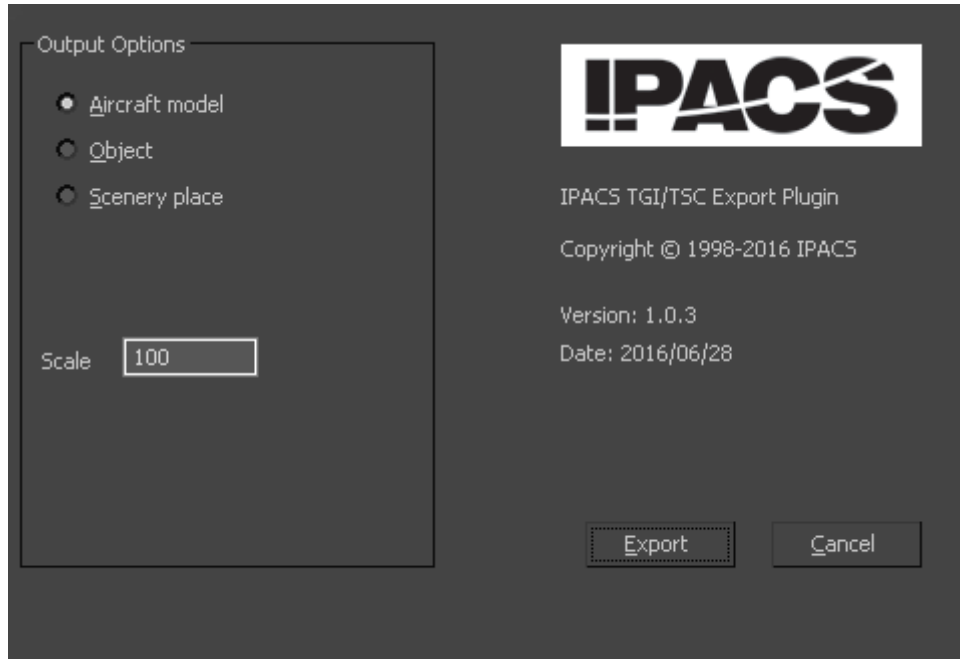 Output Options
Aircraft model
Object
Scenery place
Scale 100
IPACS
IPACS TGI/TSC Export Plugin
Copyright © 1998-2016 IPACS
Version: 1.0.3
Date: 2016/06/28
Export
Cancel